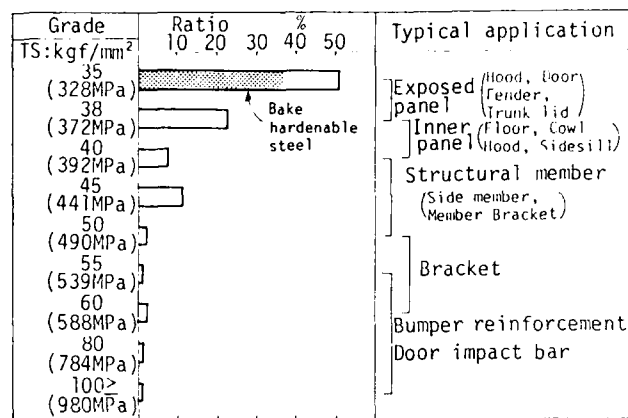 Grade Ratio % Typical application
TS:kgf/mm² 10 20 30 40 50
35
(328MPa)
38
(372MPa)
40
(392MPa)
45
(441MPa)
50
(490MPa)
55
(539MPa)
60
(588MPa)
80
(784MPa)
100≥
(980MPa)
Bake
hardenable
steel
Exposed panel (Hood, Door
Fender,
Trunk lid)
Inner panel (Floor, Cowl
Hood, Sidesill)
Structural member
(Side member,
Member Bracket)
Bracket
Bumper reinforcement
Door impact bar